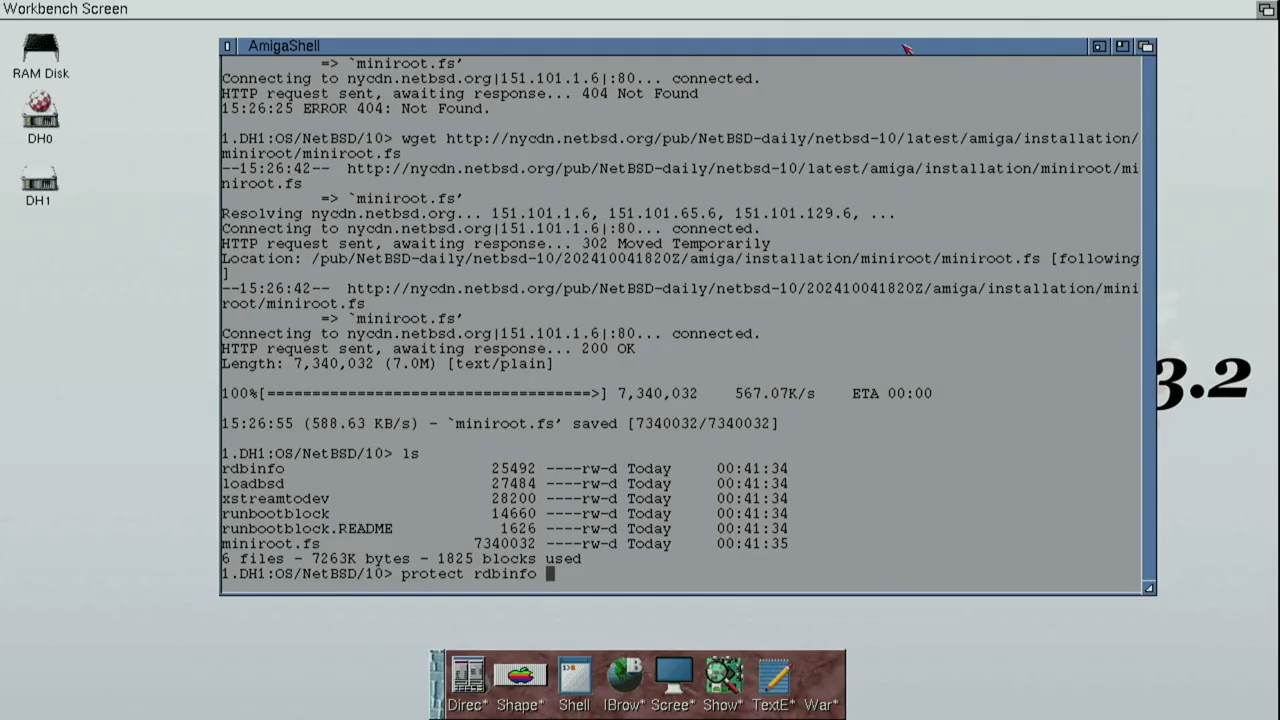 Workbench Screen
RAM Disk
DH0
DH1
AmigaShell
=> `miniroot.fs’
Connecting to nycdn.netbsd.org|151.101.1.6|:80... connected.
HTTP request sent, awaiting response... 404 Not Found
15:26:25 ERROR 404: Not Found.
1.DH1:OS/NetBSD/10> wget http://nycdn.netbsd.org/pub/NetBSD-daily/netbsd-10/latest/amiga/installation/
miniroot/miniroot.fs
--15:26:42--  http://nycdn.netbsd.org/pub/NetBSD-daily/netbsd-10/latest/amiga/installation/miniroot/mi
niroot.fs
=> `miniroot.fs’
Resolving nycdn.netbsd.org... 151.101.1.6, 151.101.65.6, 151.101.129.6, ...
Connecting to nycdn.netbsd.org|151.101.1.6|:80... connected.
HTTP request sent, awaiting response... 302 Moved Temporarily
Location: /pub/NetBSD-daily/netbsd-10/202410041820Z/amiga/installation/miniroot/miniroot.fs [following
]
--15:26:42--  http://nycdn.netbsd.org/pub/NetBSD-daily/netbsd-10/202410041820Z/amiga/installation/mini
root/miniroot.fs
=> `miniroot.fs’
Connecting to nycdn.netbsd.org|151.101.1.6|:80... connected.
HTTP request sent, awaiting response... 200 OK
Length: 7,340,032 (7.0M) [text/plain]
100%[====================================>] 7,340,032    567.07K/s    ETA 00:00
15:26:55 (588.63 KB/s) - `miniroot.fs’ saved [7340032/7340032]
1.DH1:OS/NetBSD/10> ls
rdbinfo 25492 ----rw-d Today 00:41:34
loadbsd 27484 ----rw-d Today 00:41:34
xstreamtodev 28200 ----rw-d Today 00:41:34
runbootblock 14660 ----rw-d Today 00:41:34
runbootblock.README 1626 ----rw-d Today 00:41:34
miniroot.fs 7340032 ----rw-d Today 00:41:35
6 files - 7263K bytes - 1825 blocks used
1.DH1:OS/NetBSD/10> protect rdbinfo
3.2
Direc* Shape* Shell IBrow* Scree* Show* TextE* War*